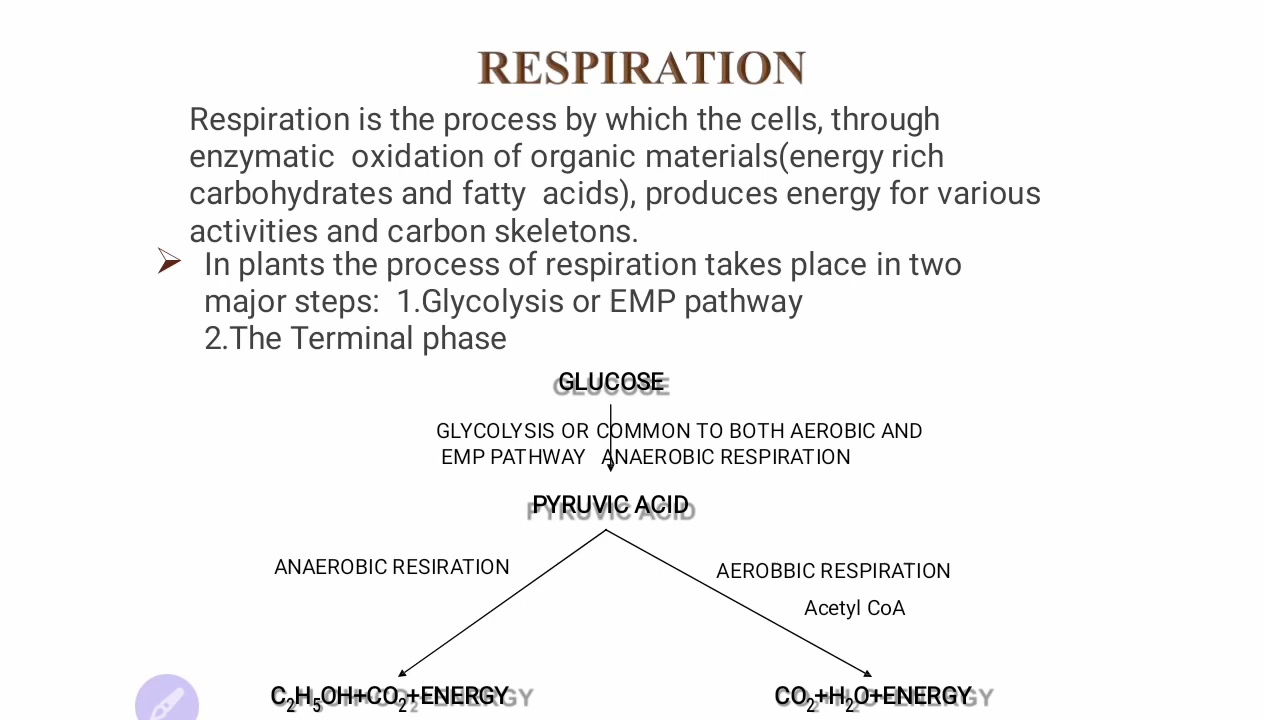 RESPIRATION
Respiration is the process by which the cells, through
enzymatic oxidation of organic materials(energy rich
carbohydrates and fatty acids), produces energy for various
activities and carbon skeletons.
In plants the process of respiration takes place in two
major steps: 1.Glycolysis or EMP pathway
2.The Terminal phase
GLUCOSE
GLYCOLYSIS OR COMMON TO BOTH AEROBIC AND
EMP PATHWAY ANAEROBIC RESPIRATION
PYRUVIC ACID
ANAEROBIC RESIRATION
AEROBBIC RESPIRATION
Acetyl CoA
C₂H₅OH+CO₂+ENERGY
CO₂+H₂O+ENERGY